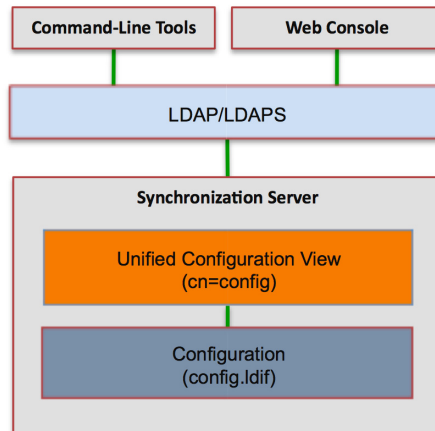 Command-Line Tools
Web Console
LDAP/LDAPS
Synchronization Server
Unified Configuration View
(cn=config)
Configuration
(config.ldif)